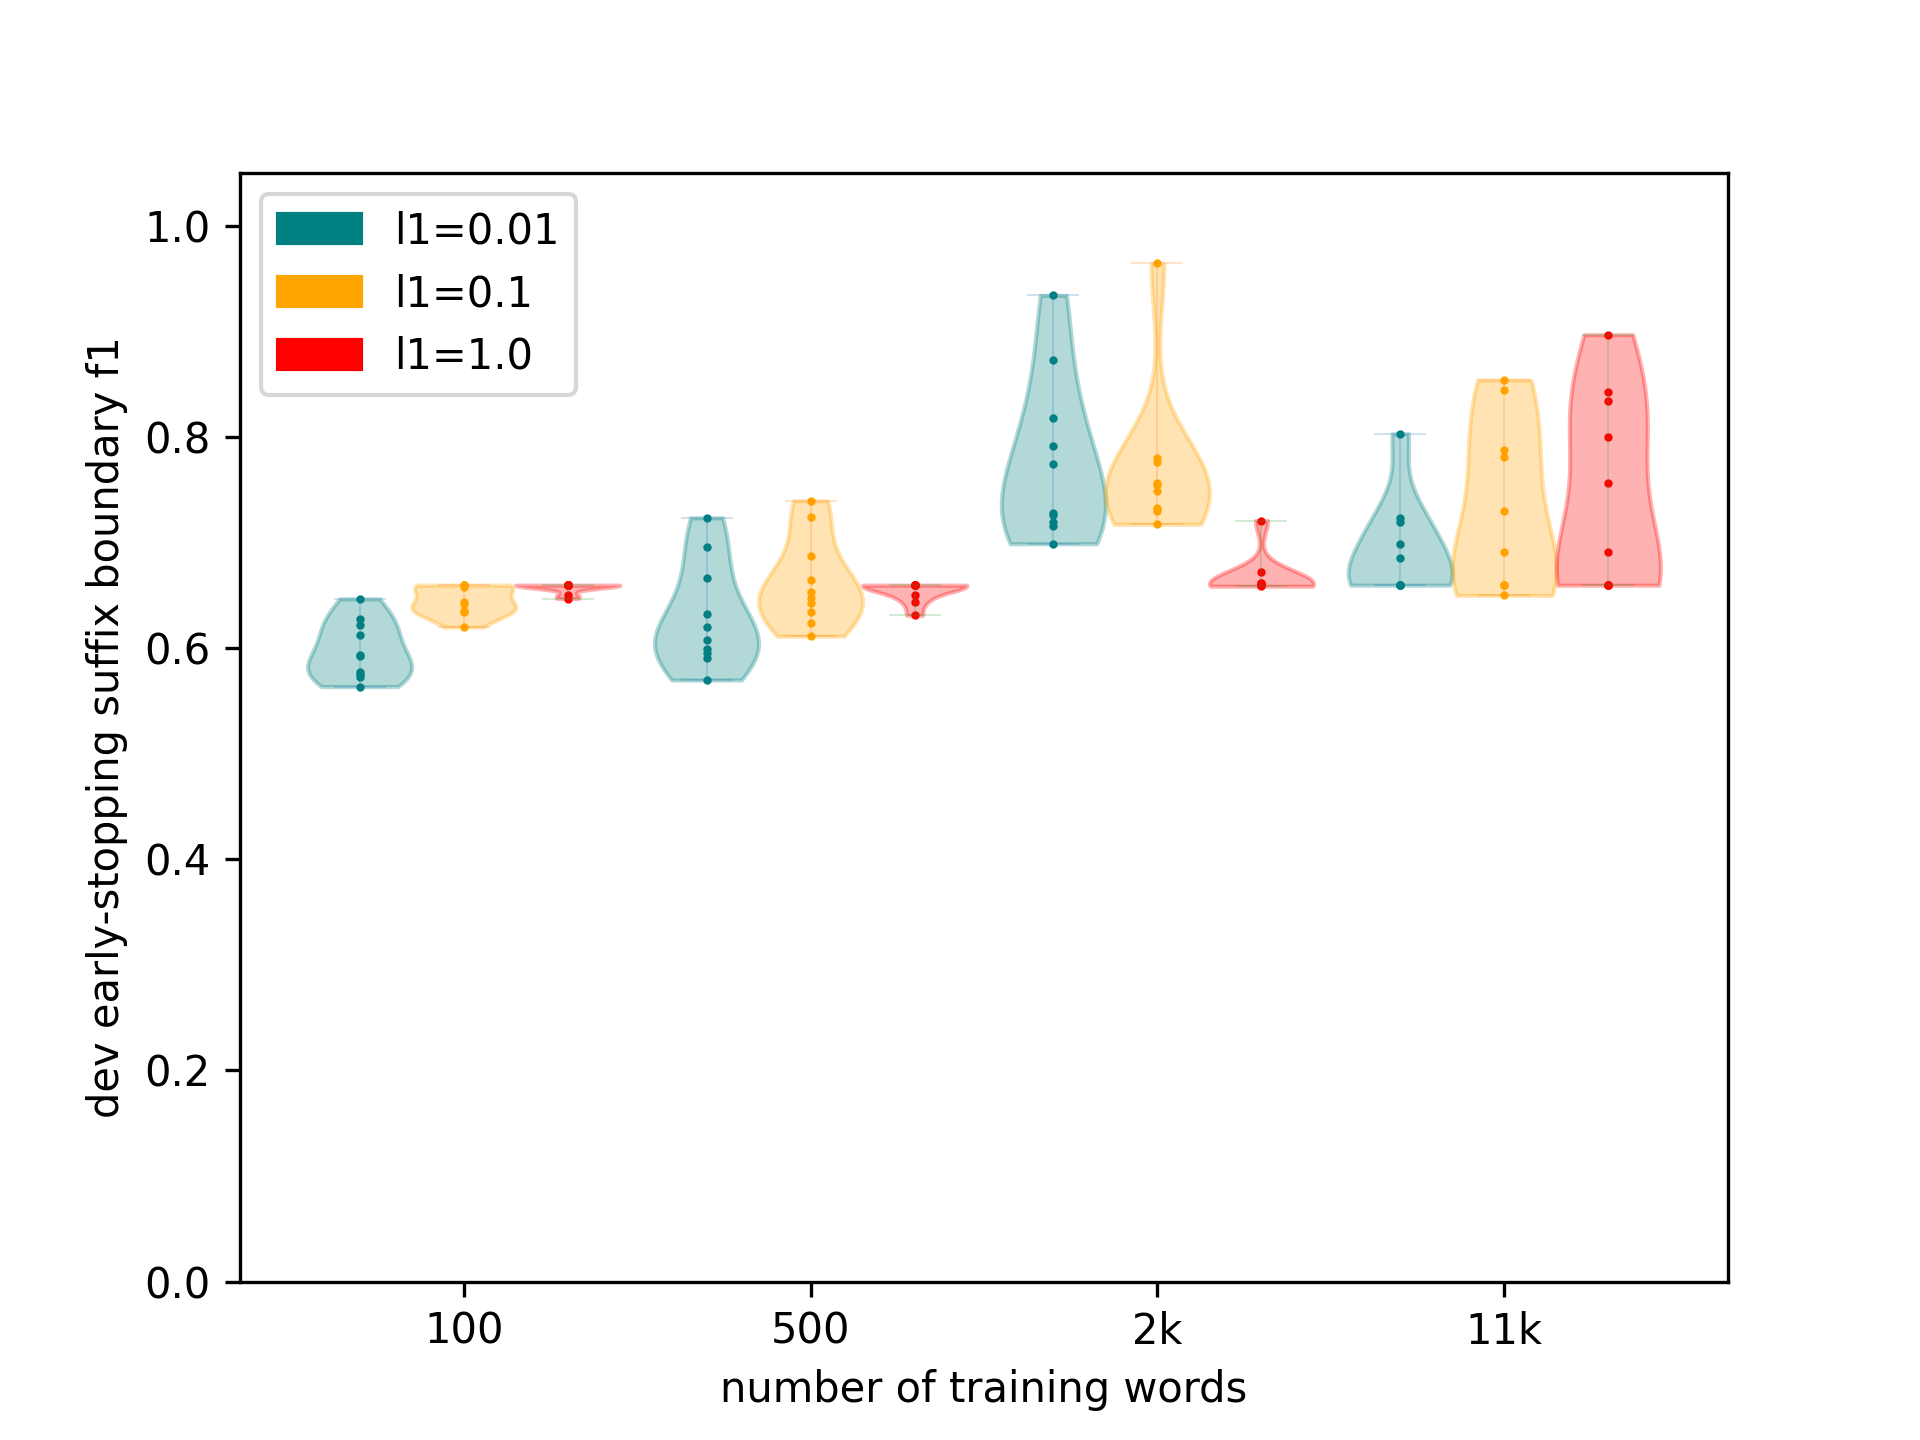 l1=0.01
l1=0.1
l1=1.0
dev early-stopping suffix boundary f1
1.0
0.8
0.6
0.4
0.2
0.0
100 500 2k 11k
number of training words